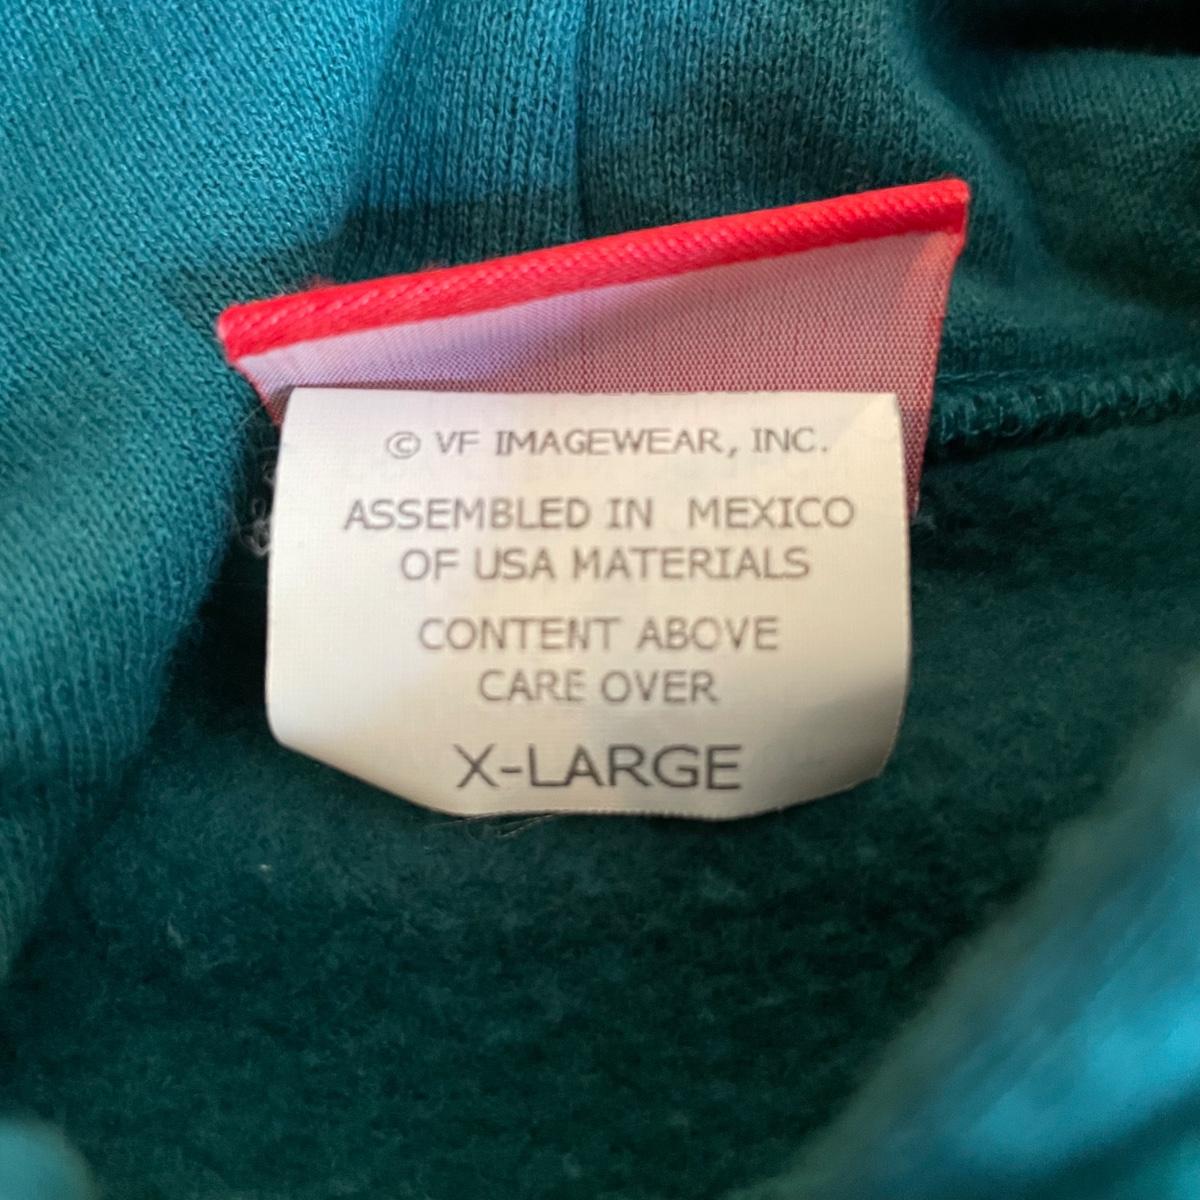 © VF IMAGEWEAR, INC.
ASSEMBLED IN MEXICO
OF USA MATERIALS
CONTENT ABOVE
CARE OVER
X-LARGE